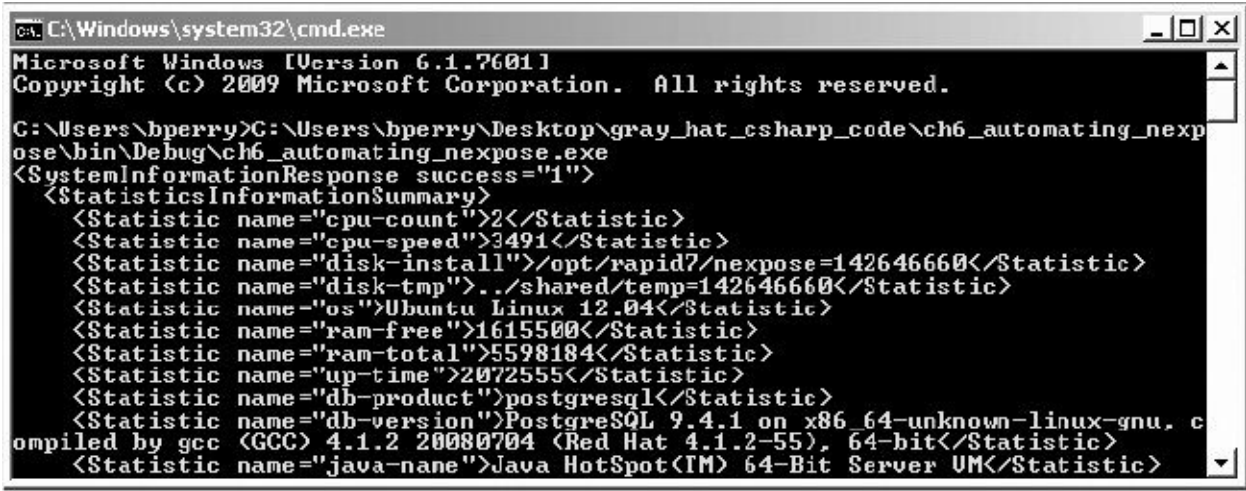 C:\Windows\system32\cmd.exe
Microsoft Windows [Version 6.1.7601]
Copyright (c) 2009 Microsoft Corporation.  All rights reserved.
C:\Users\bperry>C:\Users\bperry\Desktop\gray_hat_csharp_code\ch6_automating_nexp
ose\bin\Debug\ch6_automating_nexpose.exe
<SystemInformationResponse success="1">
  <StatisticsInformationSummary>
    <Statistic name="cpu-count">2</Statistic>
    <Statistic name="cpu-speed">3491</Statistic>
    <Statistic name="disk-install">/opt/rapid7/nexpose=142646660</Statistic>
    <Statistic name="disk-tmp">../shared/temp=142646660</Statistic>
    <Statistic name="os">Ubuntu Linux 12.04</Statistic>
    <Statistic name="ram-free">1615500</Statistic>
    <Statistic name="ram-total">5598184</Statistic>
    <Statistic name="up-time">2072555</Statistic>
    <Statistic name="db-product">postgresql</Statistic>
    <Statistic name="db-version">PostgreSQL 9.4.1 on x86_64-unknown-linux-gnu, c
ompiled by gcc (GCC) 4.1.2 20080704 (Red Hat 4.1.2-55), 64-bit</Statistic>
    <Statistic name="java-name">Java HotSpot(TM) 64-Bit Server VM</Statistic>